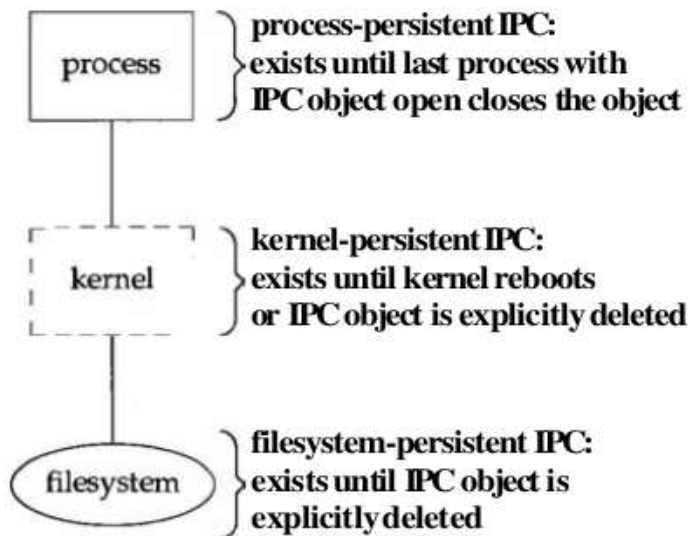 process
process-persistent IPC:
exists until last process with
IPC object open closes the object
kernel
kernel-persistent IPC:
exists until kernel reboots
or IPC object is explicitly deleted
filesystem
filesystem-persistent IPC:
exists until IPC object is
explicitly deleted